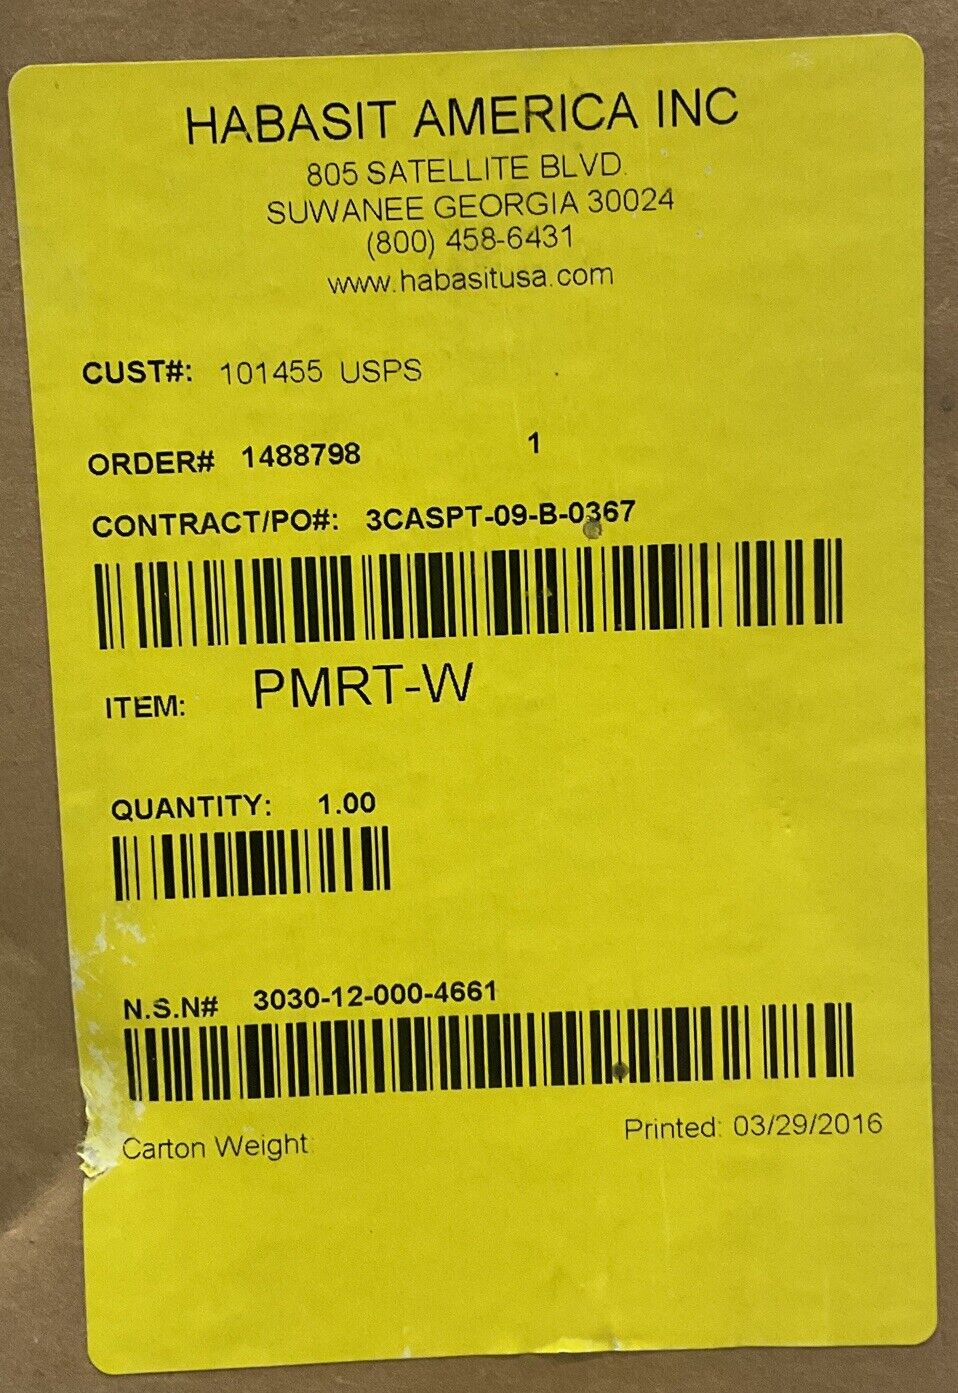 HABASIT AMERICA INC
805 SATELLITE BLVD.
SUWANEE GEORGIA 30024
(800) 458-6431
www.habasitusa.com
CUST#: 101455 USPS
ORDER# 1488798 1
CONTRACT/PO#: 3CASPT-09-B-0367
ITEM: PMRT-W
QUANTITY: 1.00
N.S.N# 3030-12-000-4661
Carton Weight: Printed: 03/29/2016